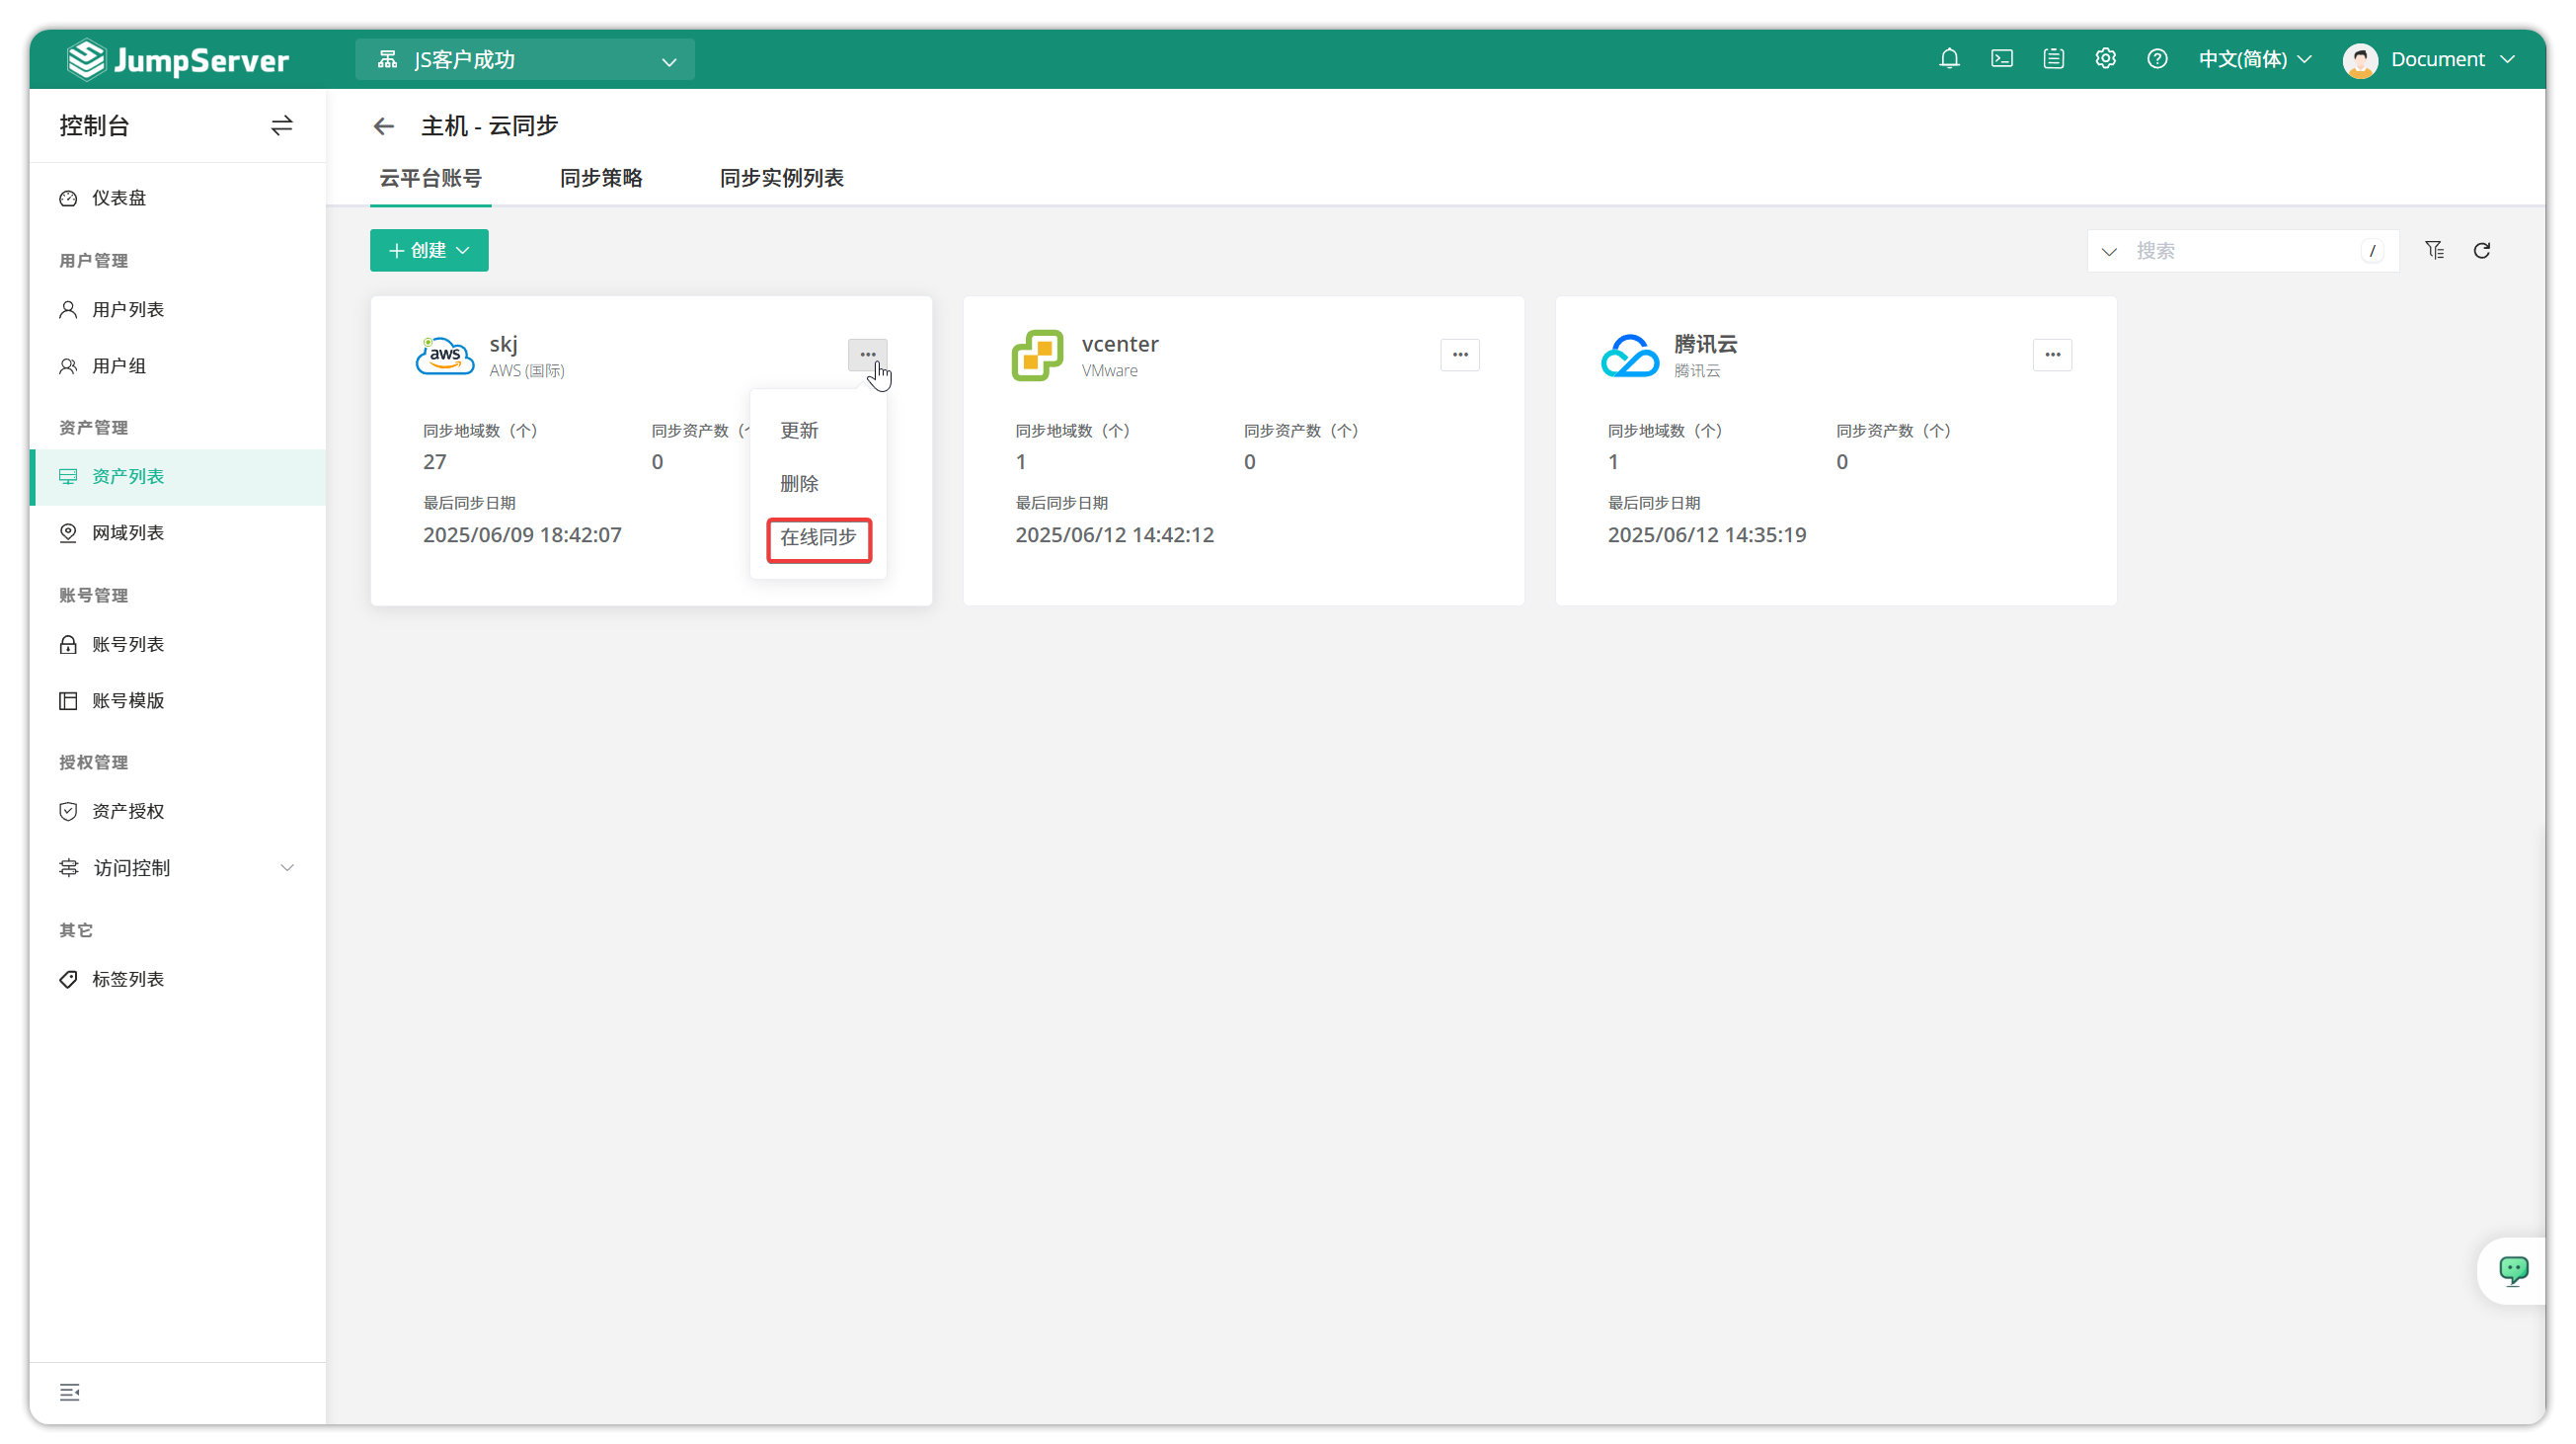 JumpServer
JS客户成功
中文(简体)
Document
控制台
仪表盘
用户管理
用户列表
用户组
资产管理
资产列表
网域列表
账号管理
账号列表
账号模版
授权管理
资产授权
访问控制
其它
标签列表
主机 - 云同步
云平台账号 同步策略 同步实例列表
创建
搜索 /
aws
skj
AWS (国际)
同步地域数（个） 同步资产数（
27 0
最后同步日期
2025/06/09 18:42:07
更新
删除
在线同步
vcenter
VMware
同步地域数（个） 同步资产数（个）
1 0
最后同步日期
2025/06/12 14:42:12
腾讯云
腾讯云
同步地域数（个） 同步资产数（个）
1 0
最后同步日期
2025/06/12 14:35:19